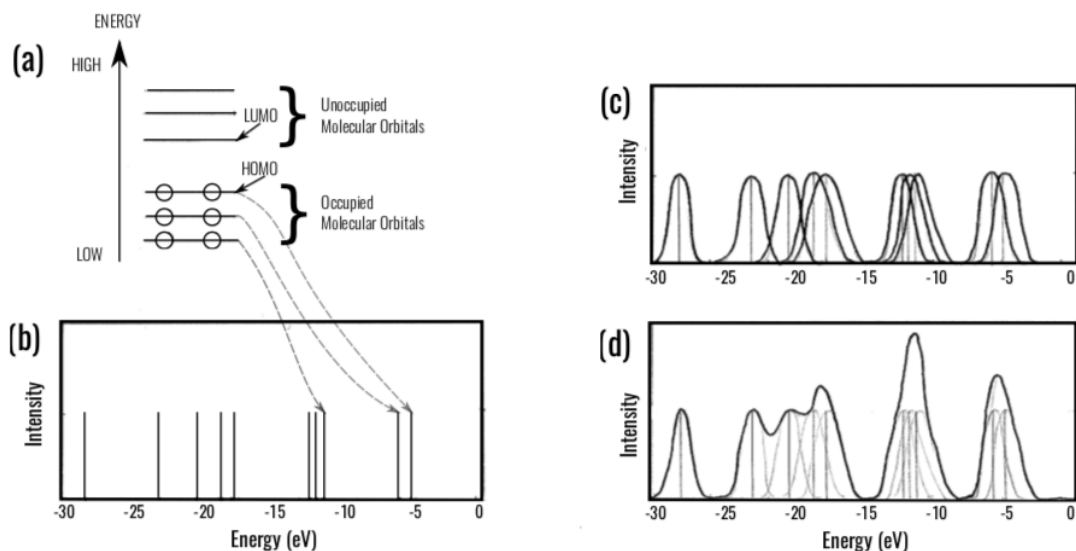 ENERGY
(a)
HIGH
LUMO
Unoccupied
Molecular Orbitals
HOMO
Occupied
Molecular Orbitals
LOW
(b)
Intensity
-30 -25 -20 -15 -10 -5 0
Energy (eV)
(c)
Intensity
-30 -25 -20 -15 -10 -5 0
(d)
Intensity
-30 -25 -20 -15 -10 -5 0
Energy (eV)